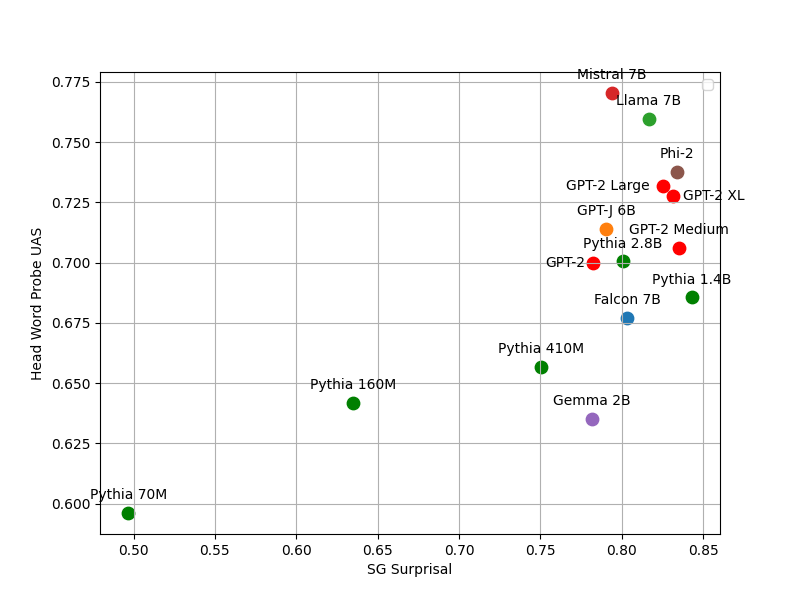 Mistral 7B
0.775
Llama 7B
0.750
Phi-2
GPT-2 Large
GPT-2 XL
0.725
GPT-J 6B
GPT-2 Medium
Pythia 2.8B
GPT-2
0.700
Pythia 1.4B
Falcon 7B
0.675
Pythia 410M
0.650
Pythia 160M
Gemma 2B
0.625
Pythia 70M
0.600
Head Word Probe UAS
0.50 0.55 0.60 0.65 0.70 0.75 0.80 0.85
SG Surprisal